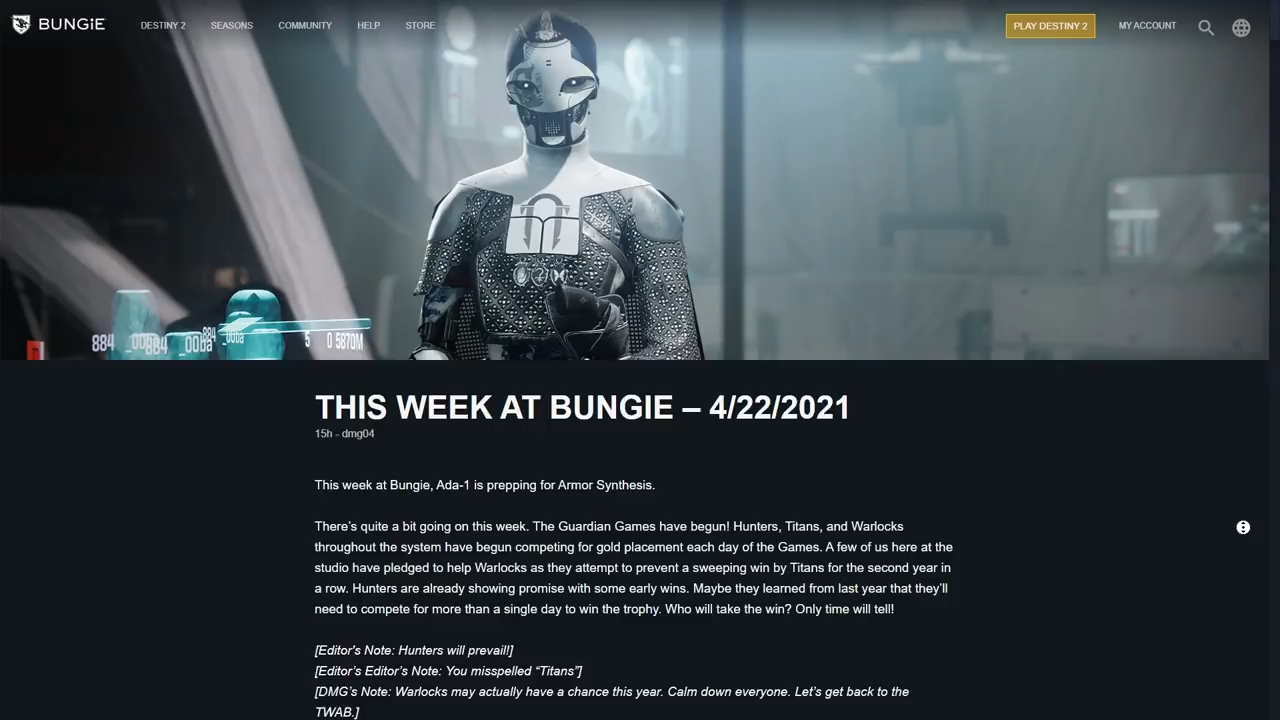 BUNGiE
DESTINY 2
SEASONS
COMMUNITY
HELP
STORE
PLAY DESTINY 2
MY ACCOUNT
884
884
884
_00ba
_00ba
5
0 5870M
THIS WEEK AT BUNGIE – 4/22/2021
15h - dmg04
This week at Bungie, Ada-1 is prepping for Armor Synthesis.
There’s quite a bit going on this week. The Guardian Games have begun! Hunters, Titans, and Warlocks
throughout the system have begun competing for gold placement each day of the Games. A few of us here at the
studio have pledged to help Warlocks as they attempt to prevent a sweeping win by Titans for the second year in
a row. Hunters are already showing promise with some early wins. Maybe they learned from last year that they’ll
need to compete for more than a single day to win the trophy. Who will take the win? Only time will tell!
[Editor's Note: Hunters will prevail!]
[Editor’s Editor’s Note: You misspelled “Titans”]
[DMG’s Note: Warlocks may actually have a chance this year. Calm down everyone. Let’s get back to the
TWAB.]